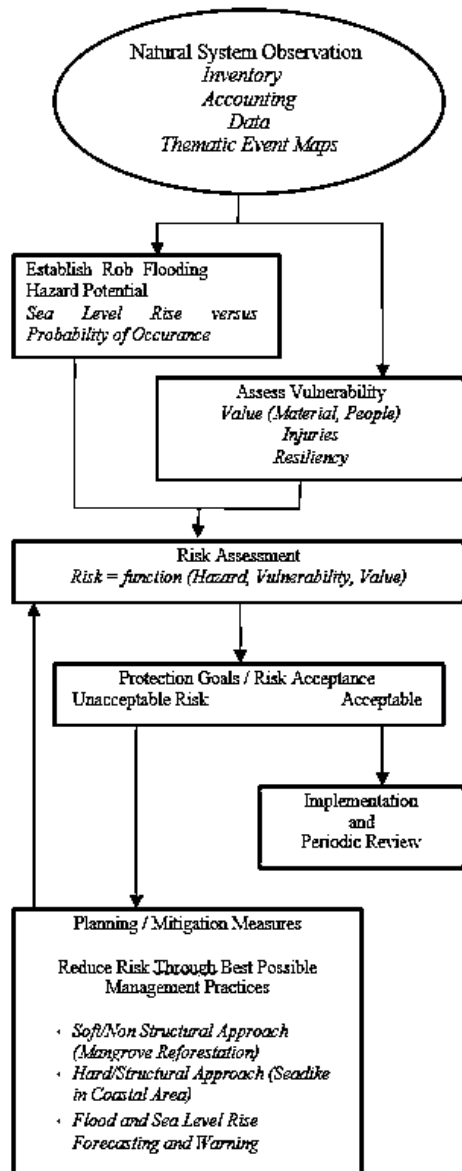 Natural System Observation
Inventory
Accounting
Data
Thematic Event Maps
Establish Rob Flooding
Hazard Potential
Sea Level Rise versus
Probability of Occurance
Assess Vulnerability
Value (Material, People)
Injuries
Resiliency
Risk Assessment
Risk = function (Hazard, Vulnerability, Value)
Protection Goals / Risk Acceptance
Unacceptable Risk Acceptable
Implementation
and
Periodic Review
Planning / Mitigation Measures
Reduce Risk Through Best Possible
Management Practices
• Soft/Non Structural Approach
(Mangrove Reforestation)
• Hard/Structural Approach (Seadike
in Coastal Area)
• Flood and Sea Level Rise
Forecasting and Warning